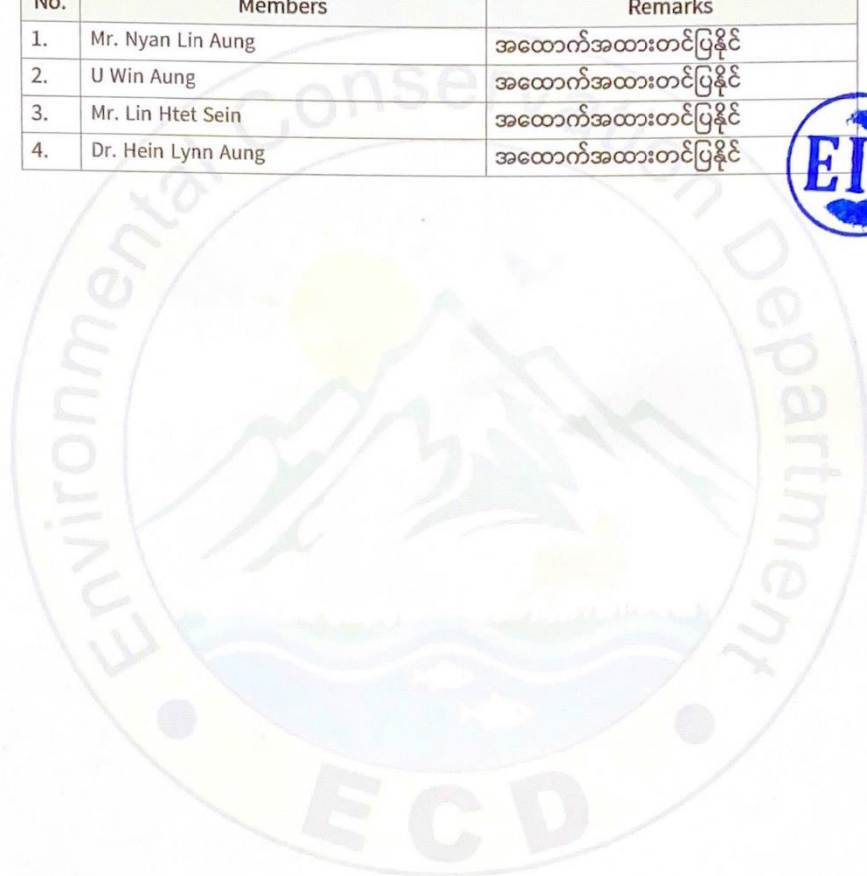 No. Members Remarks
1. Mr. Nyan Lin Aung အထောက်အထားတင်ပြနိုင်
2. U Win Aung အထောက်အထားတင်ပြနိုင်
3. Mr. Lin Htet Sein အထောက်အထားတင်ပြနိုင်
4. Dr. Hein Lynn Aung အထောက်အထားတင်ပြနိုင်
Environmental Conservation Department
ECD